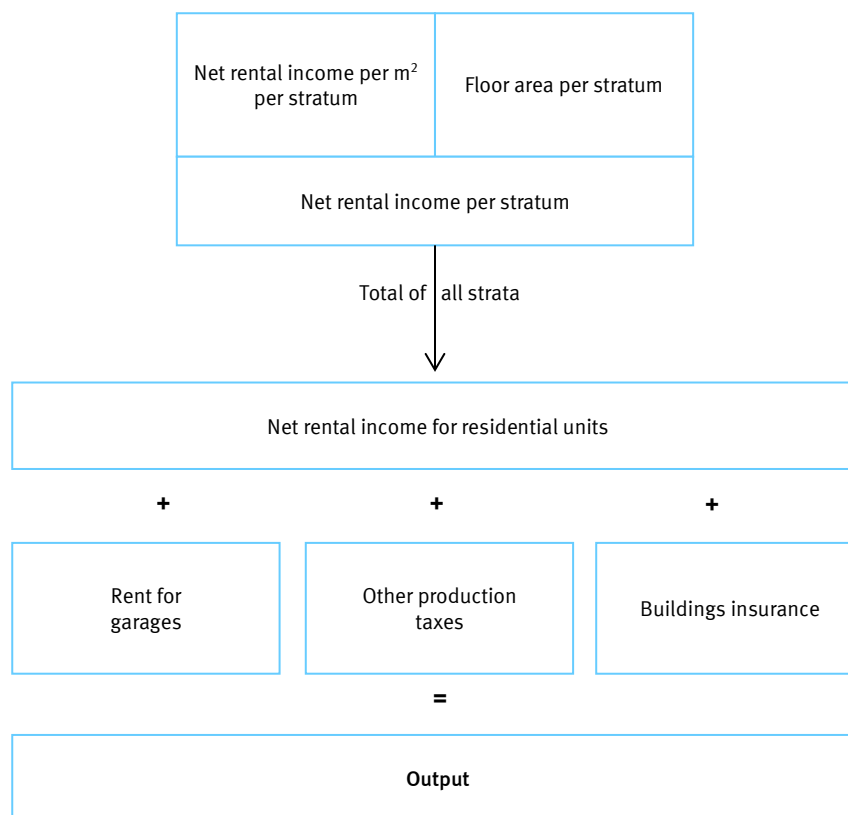 Net rental income per m²
per stratum
Floor area per stratum
Net rental income per stratum
Total of all strata
Net rental income for residential units
+ + +
Rent for
garages
Other production
taxes
Buildings insurance
=
Output